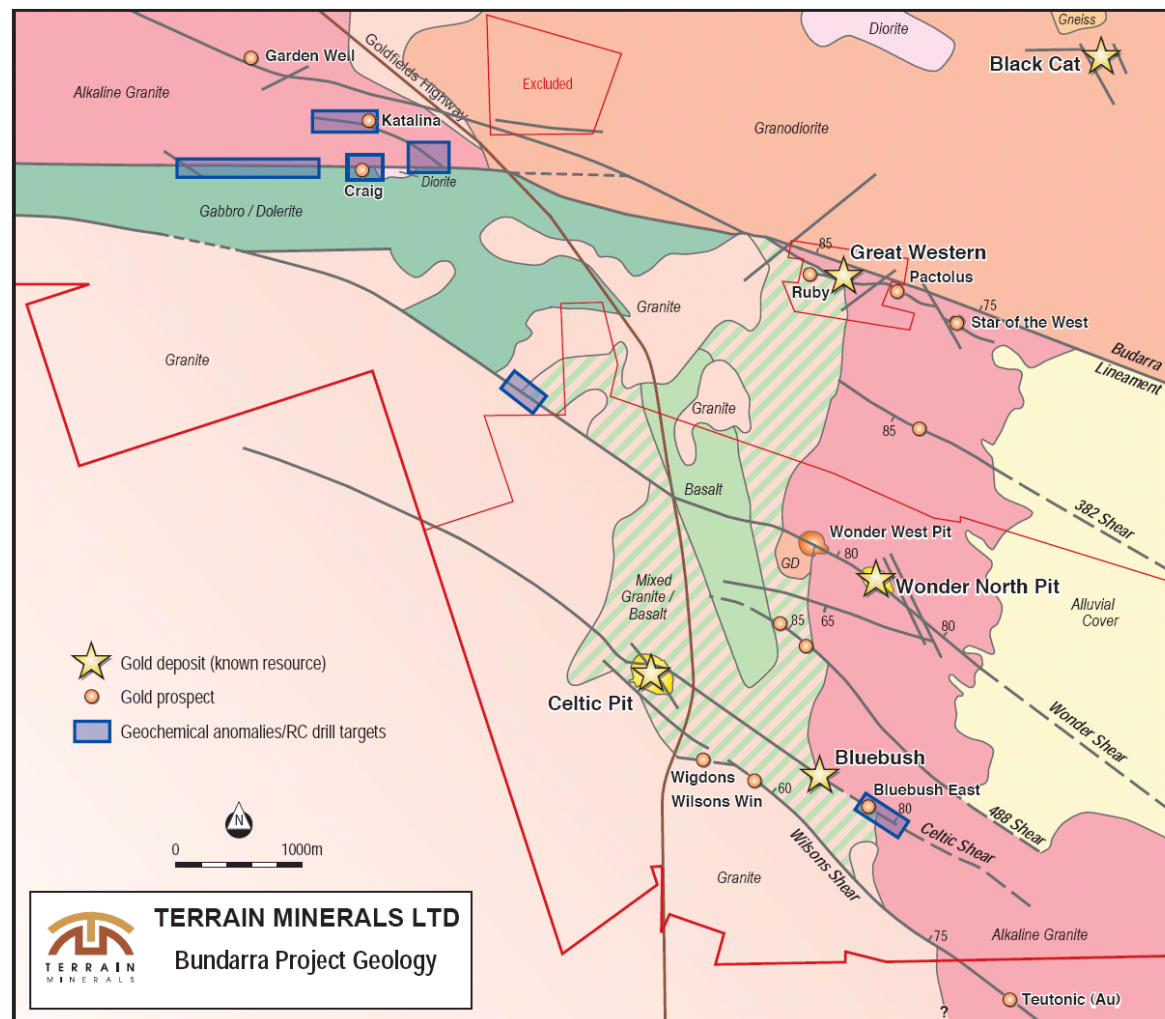 Gneiss
Diorite
Black Cat
Garden Well
Goldfields Highway
Alkaline Granite
Excluded
Katalina
Granodiorite
Craig
Diorite
Gabbro / Dolerite
85
Great Western
Ruby
Pactolus
75
Star of the West
Granite
Budarra
Lineament
Granite
Granite
85
Basalt
382 Shear
Wonder West Pit
80
GD
Wonder North Pit
Mixed
Granite /
Basalt
65
85
80
Alluvial
Cover
Gold deposit (known resource)
Gold prospect
Geochemical anomalies/RC drill targets
Celtic Pit
Wonder Shear
Bluebush
Wigdons
Wilsons Win
60
Bluebush East
80
488 Shear
Celtic Shear
Wilsons Shear
N
0
1000m
Granite
75
Alkaline Granite
TERRAIN MINERALS LTD
Bundarra Project Geology
TERRAIN
MINERALS
?
Teutonic (Au)